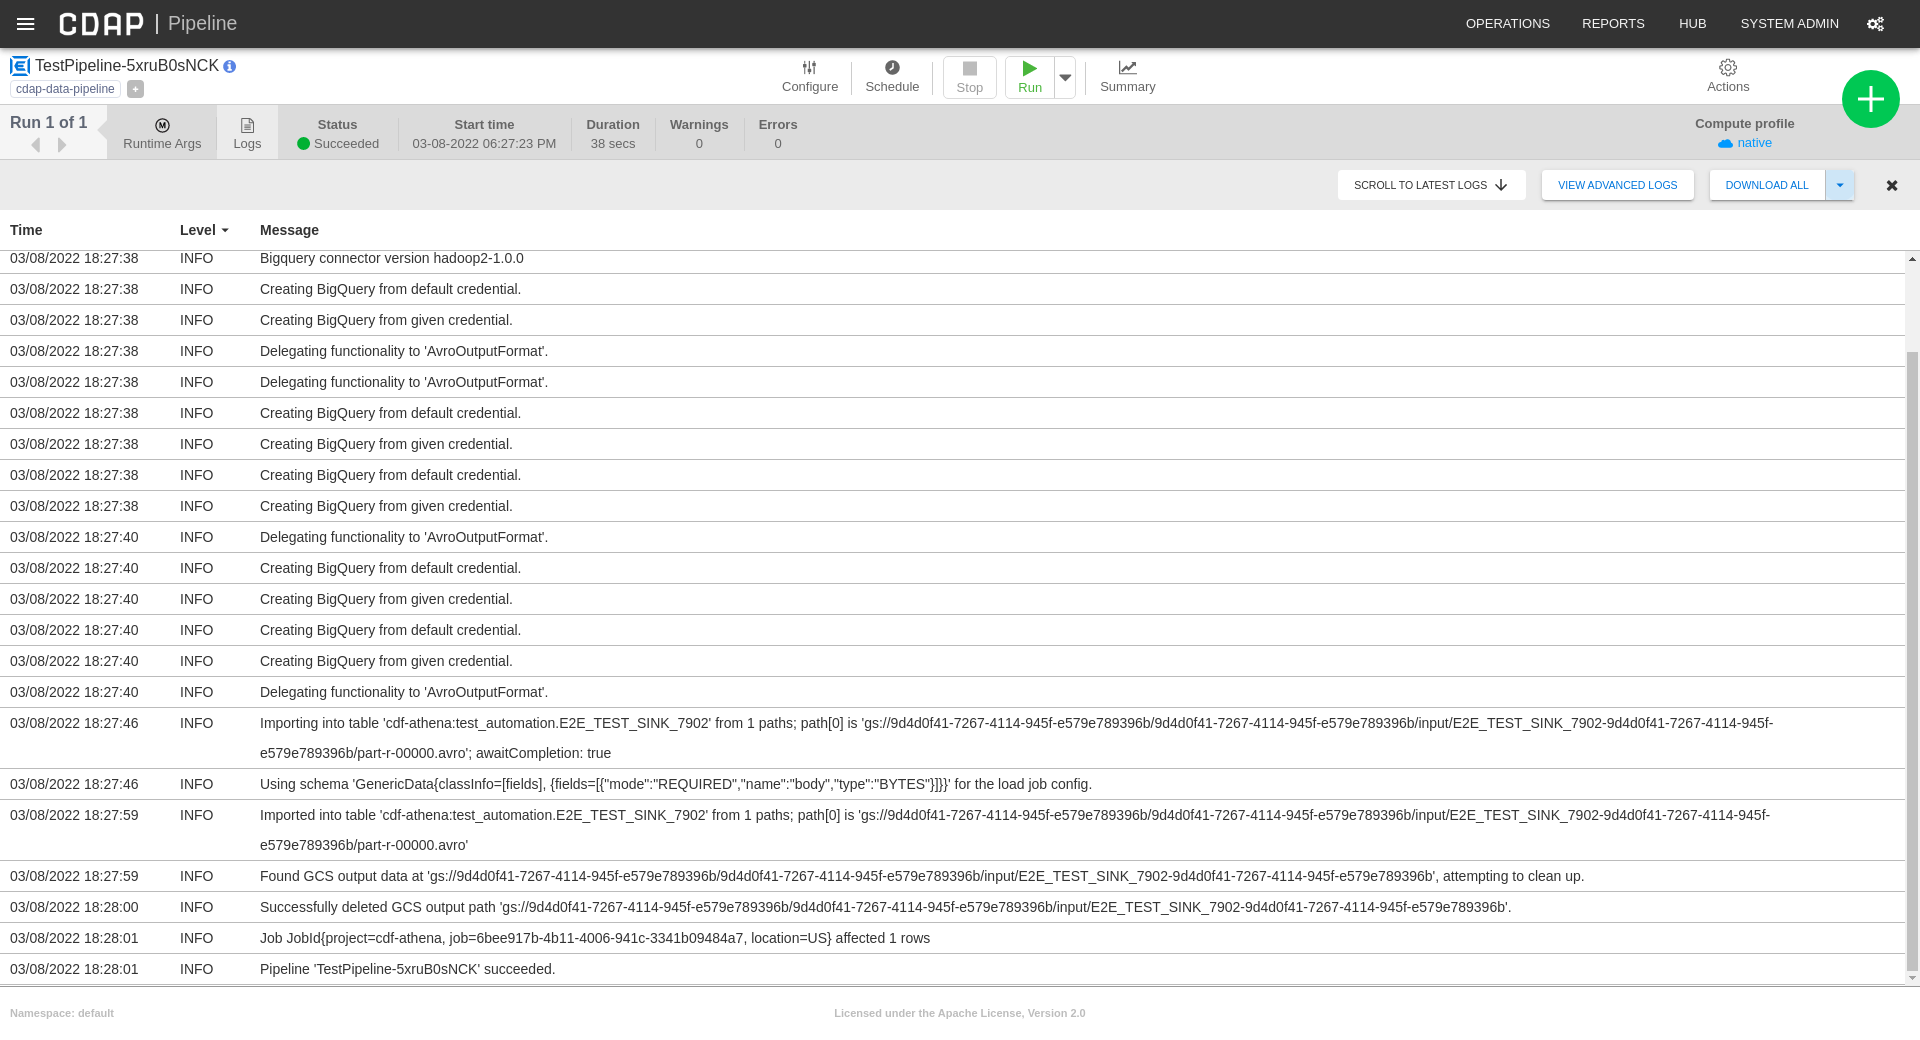 CDAP | Pipeline
OPERATIONS REPORTS HUB SYSTEM ADMIN
TestPipeline-5xruB0sNCK
cdap-data-pipeline +
Configure Schedule Stop Run Summary Actions
Run 1 of 1
Runtime Args
Logs
Status
Succeeded
Start time
03-08-2022 06:27:23 PM
Duration
38 secs
Warnings
0
Errors
0
Compute profile
native
SCROLL TO LATEST LOGS VIEW ADVANCED LOGS DOWNLOAD ALL
Time Level Message
03/08/2022 18:27:38 INFO Bigquery connector version hadoop2-1.0.0
03/08/2022 18:27:38 INFO Creating BigQuery from default credential.
03/08/2022 18:27:38 INFO Creating BigQuery from given credential.
03/08/2022 18:27:38 INFO Delegating functionality to 'AvroOutputFormat'.
03/08/2022 18:27:38 INFO Delegating functionality to 'AvroOutputFormat'.
03/08/2022 18:27:38 INFO Creating BigQuery from default credential.
03/08/2022 18:27:38 INFO Creating BigQuery from given credential.
03/08/2022 18:27:38 INFO Creating BigQuery from default credential.
03/08/2022 18:27:38 INFO Creating BigQuery from given credential.
03/08/2022 18:27:40 INFO Delegating functionality to 'AvroOutputFormat'.
03/08/2022 18:27:40 INFO Creating BigQuery from default credential.
03/08/2022 18:27:40 INFO Creating BigQuery from given credential.
03/08/2022 18:27:40 INFO Creating BigQuery from default credential.
03/08/2022 18:27:40 INFO Creating BigQuery from given credential.
03/08/2022 18:27:40 INFO Delegating functionality to 'AvroOutputFormat'.
03/08/2022 18:27:46 INFO Importing into table 'cdf-athena:test_automation.E2E_TEST_SINK_7902' from 1 paths; path[0] is 'gs://9d4d0f41-7267-4114-945f-e579e789396b/9d4d0f41-7267-4114-945f-e579e789396b/input/E2E_TEST_SINK_7902-9d4d0f41-7267-4114-945f-
e579e789396b/part-r-00000.avro'; awaitCompletion: true
03/08/2022 18:27:46 INFO Using schema 'GenericData{classInfo=[fields], {fields=[{"mode":"REQUIRED","name":"body","type":"BYTES"}]}}' for the load job config.
03/08/2022 18:27:59 INFO Imported into table 'cdf-athena:test_automation.E2E_TEST_SINK_7902' from 1 paths; path[0] is 'gs://9d4d0f41-7267-4114-945f-e579e789396b/9d4d0f41-7267-4114-945f-e579e789396b/input/E2E_TEST_SINK_7902-9d4d0f41-7267-4114-945f-
e579e789396b/part-r-00000.avro'
03/08/2022 18:27:59 INFO Found GCS output data at 'gs://9d4d0f41-7267-4114-945f-e579e789396b/9d4d0f41-7267-4114-945f-e579e789396b/input/E2E_TEST_SINK_7902-9d4d0f41-7267-4114-945f-e579e789396b', attempting to clean up.
03/08/2022 18:28:00 INFO Successfully deleted GCS output path 'gs://9d4d0f41-7267-4114-945f-e579e789396b/9d4d0f41-7267-4114-945f-e579e789396b/input/E2E_TEST_SINK_7902-9d4d0f41-7267-4114-945f-e579e789396b'.
03/08/2022 18:28:01 INFO Job JobId{project=cdf-athena, job=6bee917b-4b11-4006-941c-3341b09484a7, location=US} affected 1 rows
03/08/2022 18:28:01 INFO Pipeline 'TestPipeline-5xruB0sNCK' succeeded.
Namespace: default Licensed under the Apache License, Version 2.0